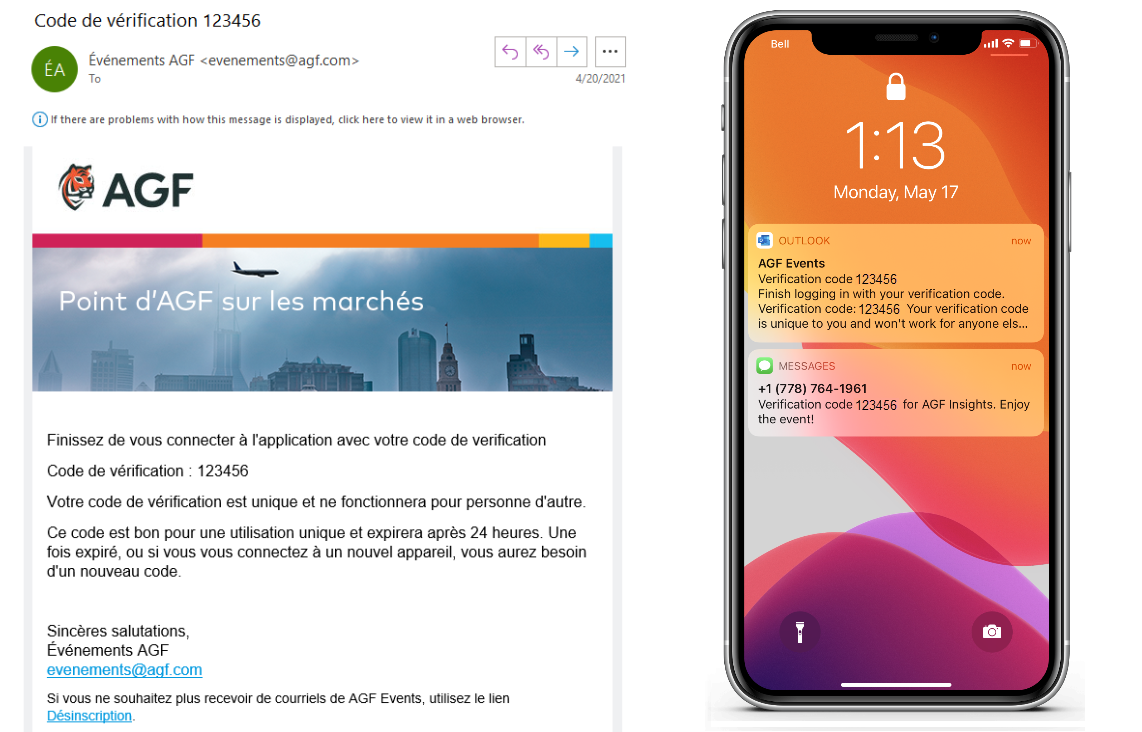 Code de vérification 123456
ÉA
Événements AGF <evenements@agf.com>
To
4/20/2021
If there are problems with how this message is displayed, click here to view it in a web browser.
AGF
Point d'AGF sur les marchés
Finissez de vous connecter à l'application avec votre code de verification
Code de vérification : 123456
Votre code de vérification est unique et ne fonctionnera pour personne d'autre.
Ce code est bon pour une utilisation unique et expirera après 24 heures. Une
fois expiré, ou si vous vous connectez à un nouvel appareil, vous aurez besoin
d'un nouveau code.
Sincères salutations,
Événements AGF
evenements@agf.com
Si vous ne souhaitez plus recevoir de courriels de AGF Events, utilisez le lien
Désinscription.
Bell
1:13
Monday, May 17
OUTLOOK now
AGF Events
Verification code 123456
Finish logging in with your verification code.
Verification code: 123456 Your verification code
is unique to you and won't work for anyone els...
MESSAGES now
+1 (778) 764-1961
Verification code 123456 for AGF Insights. Enjoy
the event!